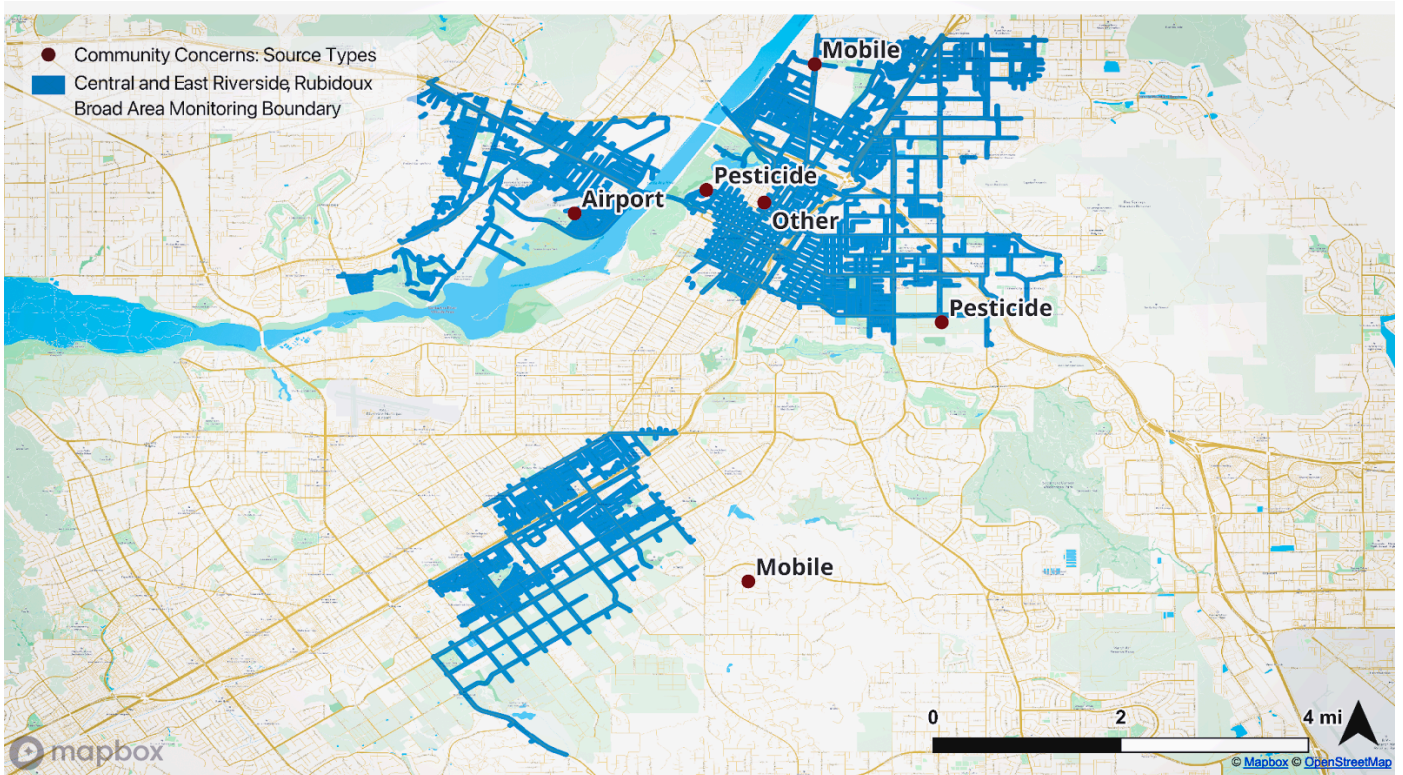 Community Concerns: Source Types
Central and East Riverside, Rubidoux
Broad Area Monitoring Boundary
Mobile
Pesticide
Airport
Other
Pesticide
Mobile
0 2 4 mi
mapbox
© Mapbox © OpenStreetMap